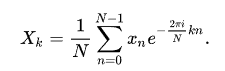 X_k = \frac{1}{N} \sum_{n=0}^{N-1} x_n e^{-\frac{2\pi i}{N} kn}.